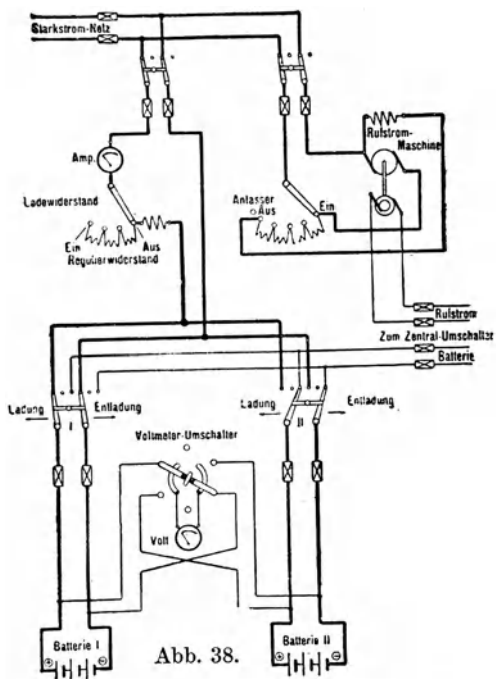 Starkstrom-Netz
Rufstrom-
Maschine
Amp.
Ladewiderstand
Ein
Aus
Regulierwiderstand
Anlasser
Aus
Ein
Rufstrom
Zum Zentral-Umschalter
Batterie
Ladung
I
Entladung
Ladung
II
Entladung
Voltmeter-Umschalter
Volt
Batterie I
Batterie II
Abb. 38.